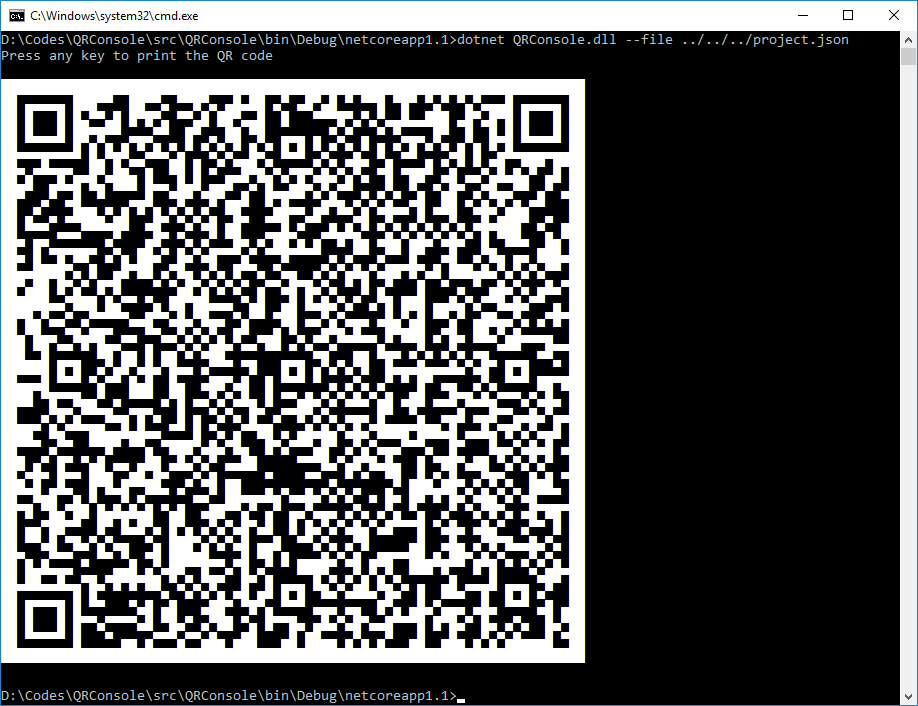 C:\Windows\system32\cmd.exe
D:\Codes\QRConsole\src\QRConsole\bin\Debug\netcoreapp1.1>dotnet QRConsole.dll --file ../../../project.json
Press any key to print the QR code
D:\Codes\QRConsole\src\QRConsole\bin\Debug\netcoreapp1.1>